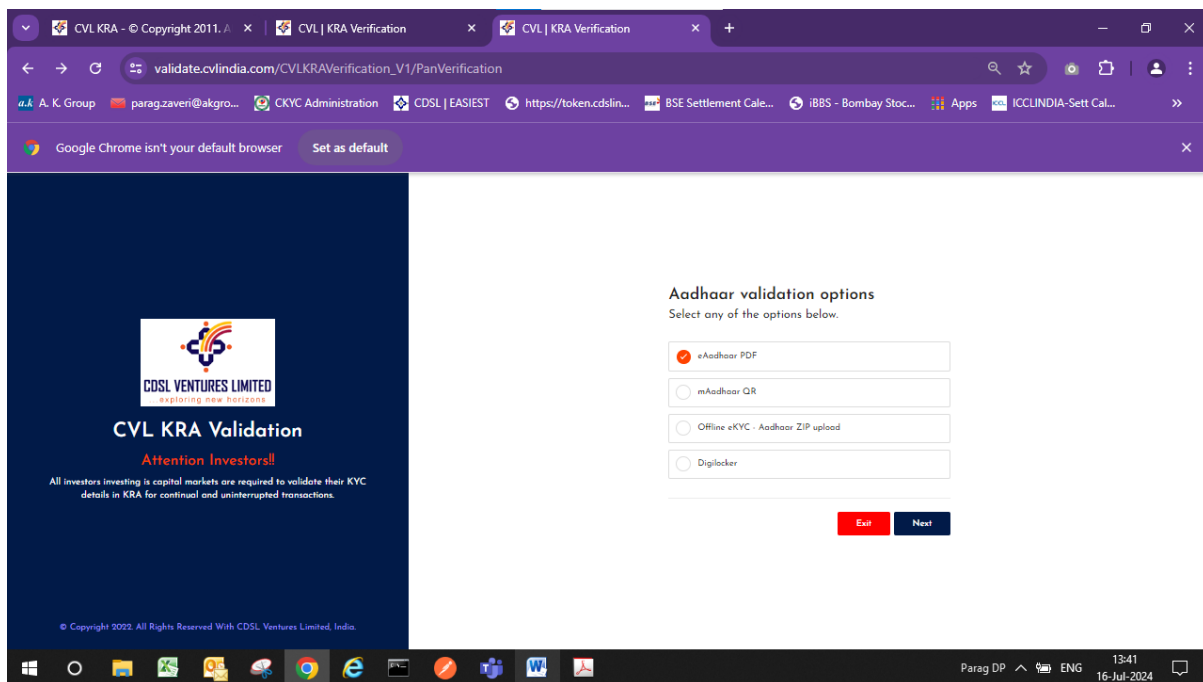 CVL KRA - © Copyright 2011. A
CVL | KRA Verification
CVL | KRA Verification
validate.cvlindia.com/CVLKRAVerification_V1/PanVerification
a.k A. K. Group
parag.zaveri@akgro...
CKYC Administration
CDSL | EASIEST
https://token.cdslin...
BSE Settlement Cale...
iBBS - Bombay Stoc...
Apps
ICCLINDIA-Sett Cal...
Google Chrome isn't your default browser
Set as default
CDSL VENTURES LIMITED
...exploring new horizons
CVL KRA Validation
Attention Investors!!
All investors investing is capital markets are required to validate their KYC
details in KRA for continual and uninterrupted transactions.
© Copyright 2022. All Rights Reserved With CDSL Ventures Limited, India.
Aadhaar validation options
Select any of the options below.
eAadhaar PDF
mAadhaar QR
Offline eKYC - Aadhaar ZIP upload
Digilocker
Exit
Next
Parag DP
ENG
13:41
16-Jul-2024